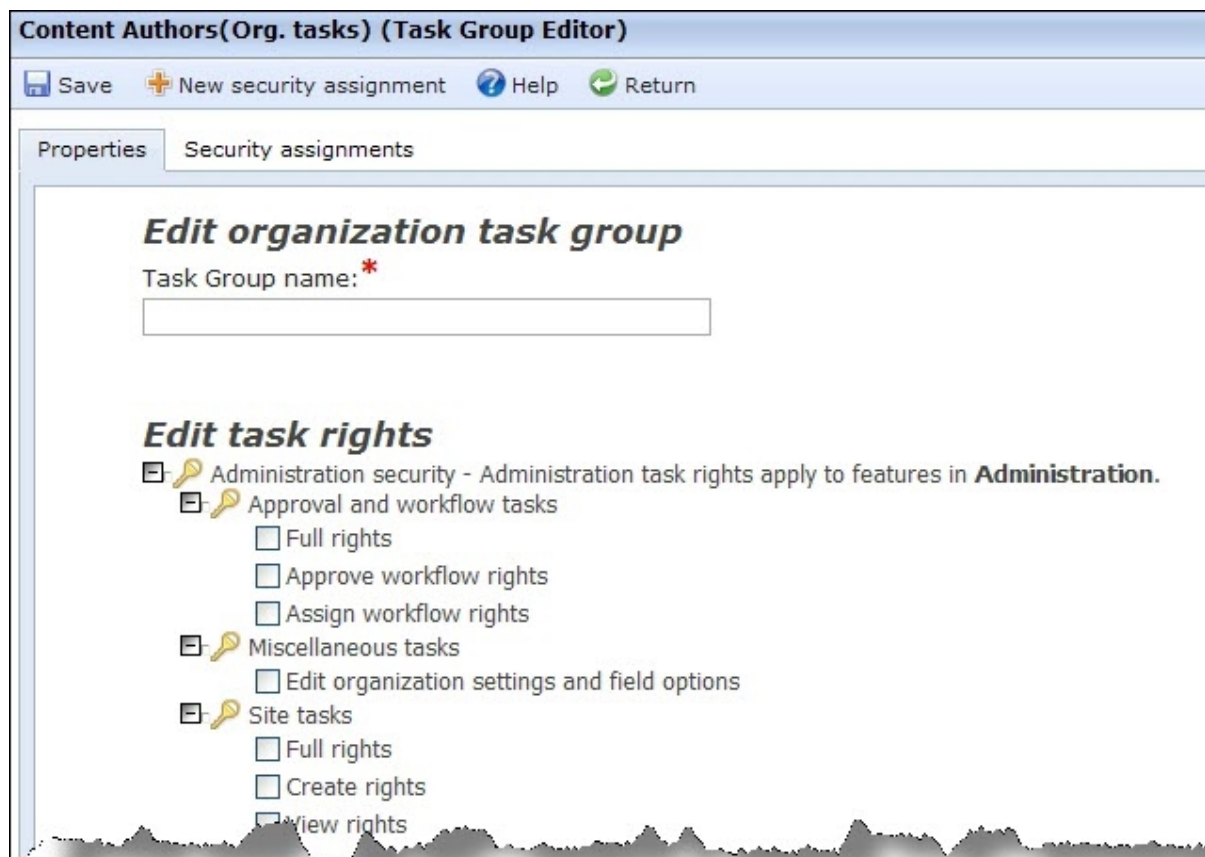 Content Authors(Org. tasks) (Task Group Editor)
Save New security assignment Help Return
Properties Security assignments
Edit organization task group
Task Group name:*
Edit task rights
Administration security - Administration task rights apply to features in Administration.
Approval and workflow tasks
Full rights
Approve workflow rights
Assign workflow rights
Miscellaneous tasks
Edit organization settings and field options
Site tasks
Full rights
Create rights
View rights